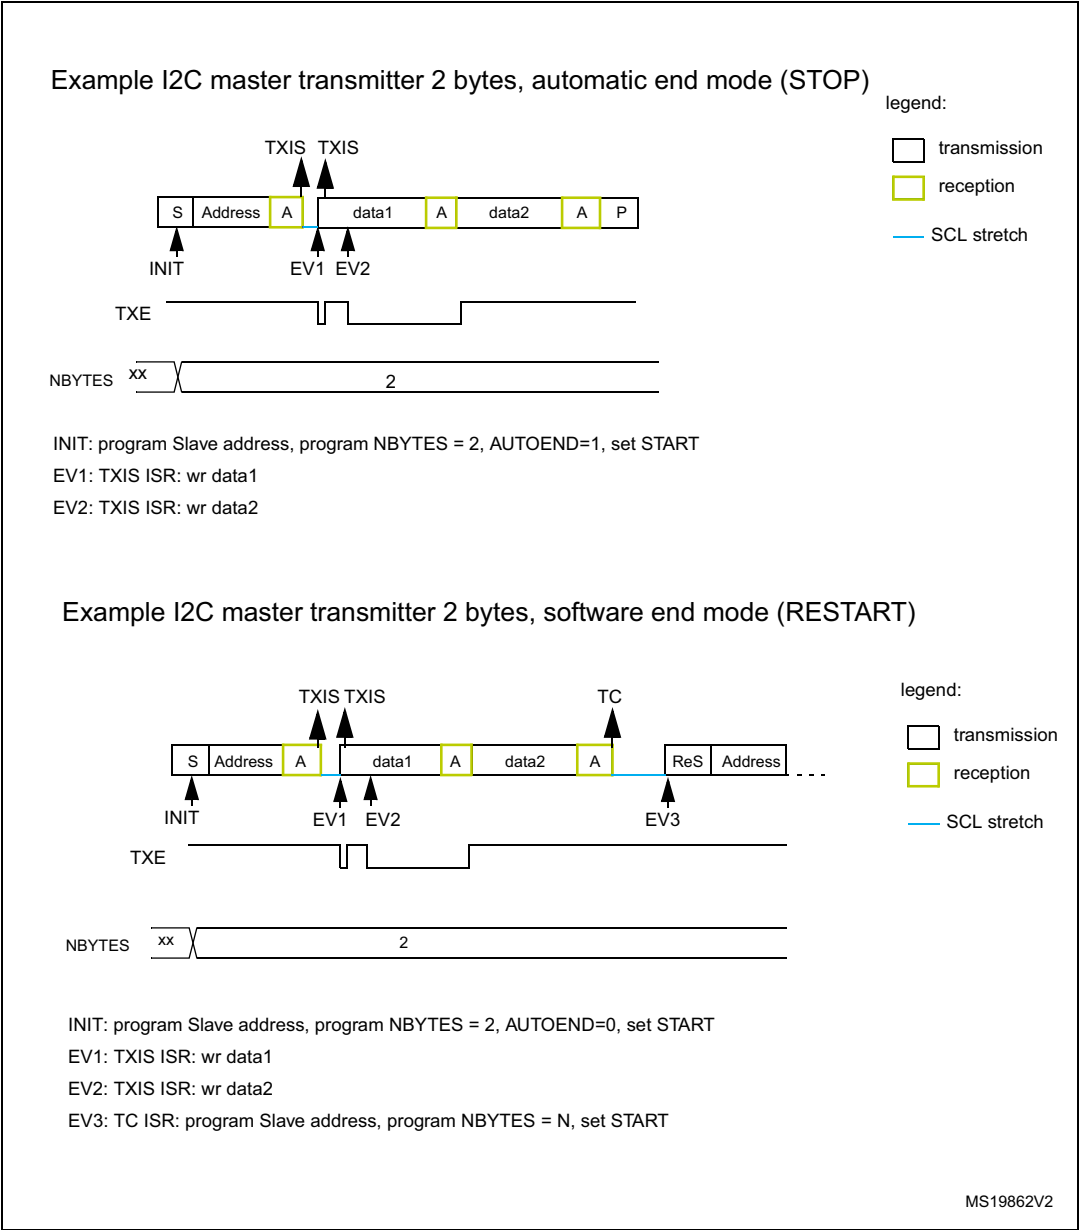 Example I2C master transmitter 2 bytes, automatic end mode (STOP)
legend:
transmission
reception
SCL stretch
TXIS TXIS
S Address A data1 A data2 A P
INIT EV1 EV2
TXE
NBYTES xx 2
INIT: program Slave address, program NBYTES = 2, AUTOEND=1, set START
EV1: TXIS ISR: wr data1
EV2: TXIS ISR: wr data2
Example I2C master transmitter 2 bytes, software end mode (RESTART)
legend:
transmission
reception
SCL stretch
TXIS TXIS TC
S Address A data1 A data2 A ReS Address
INIT EV1 EV2 EV3
TXE
NBYTES xx 2
INIT: program Slave address, program NBYTES = 2, AUTOEND=0, set START
EV1: TXIS ISR: wr data1
EV2: TXIS ISR: wr data2
EV3: TC ISR: program Slave address, program NBYTES = N, set START
MS19862V2